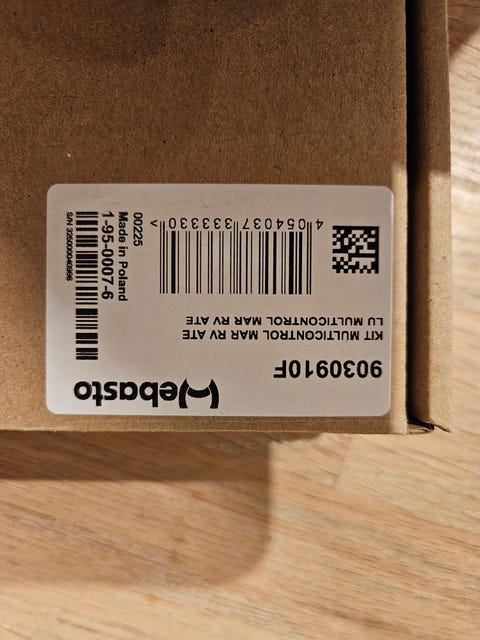 Webasto
9030910F
KIT MULTICONTROL MAR RV ATE
LU MULTICONTROL MAR RV ATE
4 054037 333330 >
00225
Made in Poland
1-95-0007-6